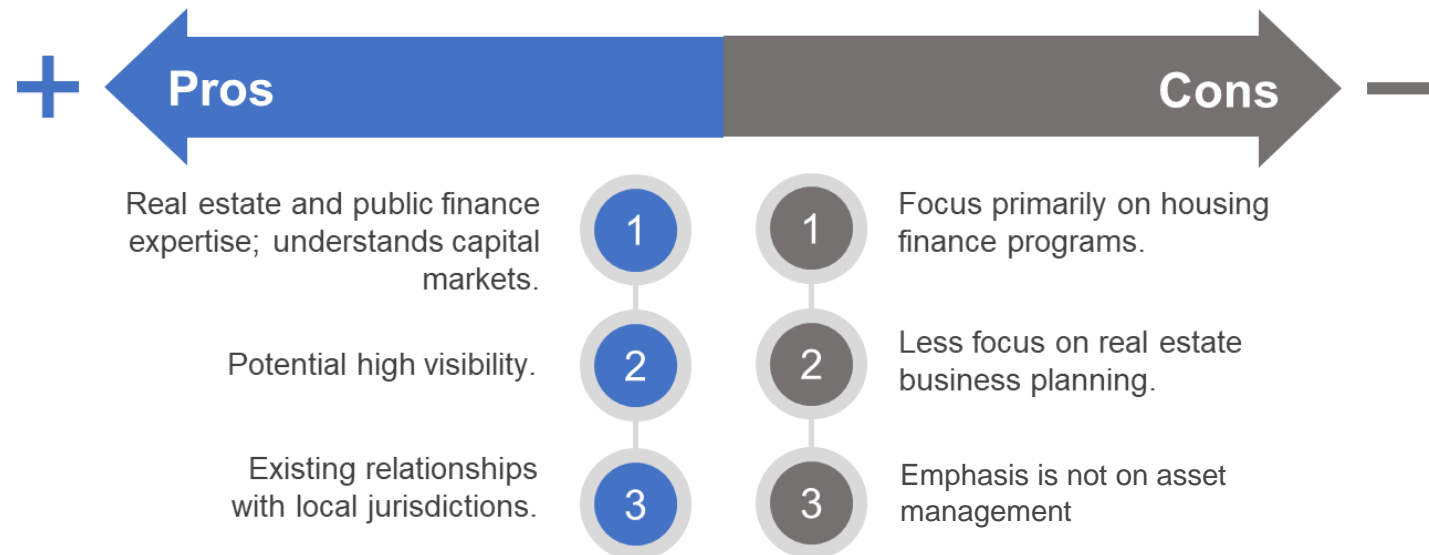 +
Pros
Cons
−
Real estate and public finance
expertise; understands capital
markets.
1
1
Focus primarily on housing
finance programs.
Potential high visibility.
2
2
Less focus on real estate
business planning.
Existing relationships
with local jurisdictions.
3
3
Emphasis is not on asset
management